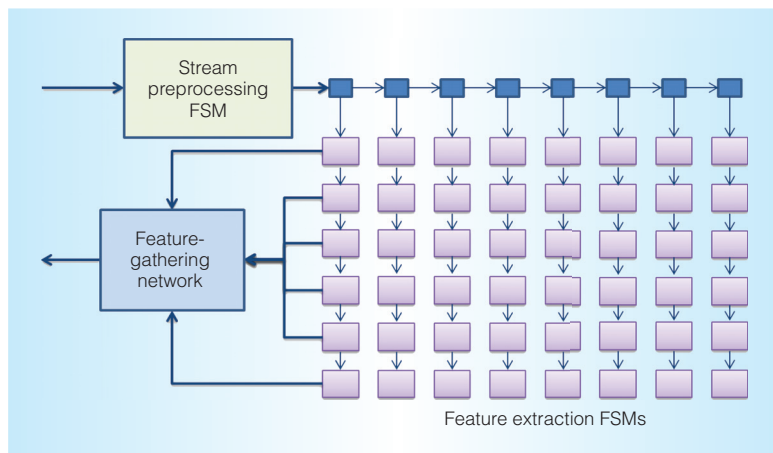 Stream
preprocessing
FSM
Feature-
gathering
network
Feature extraction FSMs